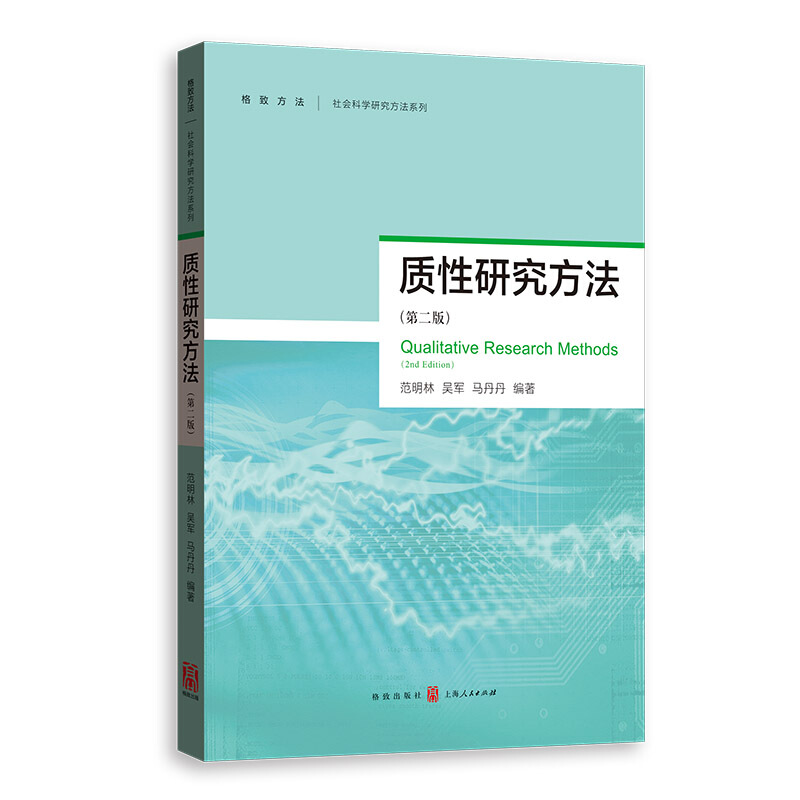 格致方法 | 社会科学研究方法系列
质性研究方法
(第二版)
Qualitative Research Methods
(2nd Edition)
范明林 吴军 马丹丹 编著
格致出版社 上海人民出版社
格致方法 | 社会科学研究方法系列
质性研究方法
(第二版)
范明林 吴军 马丹丹 编著
格致出版